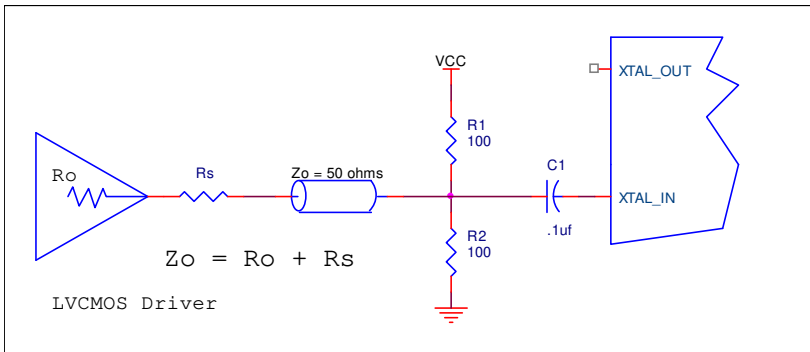 VCC
XTAL_OUT
R1
100
C1
Ro
Rs
Zo = 50 ohms
XTAL_IN
.1uf
R2
100
Zo = Ro + Rs
LVCMOS Driver